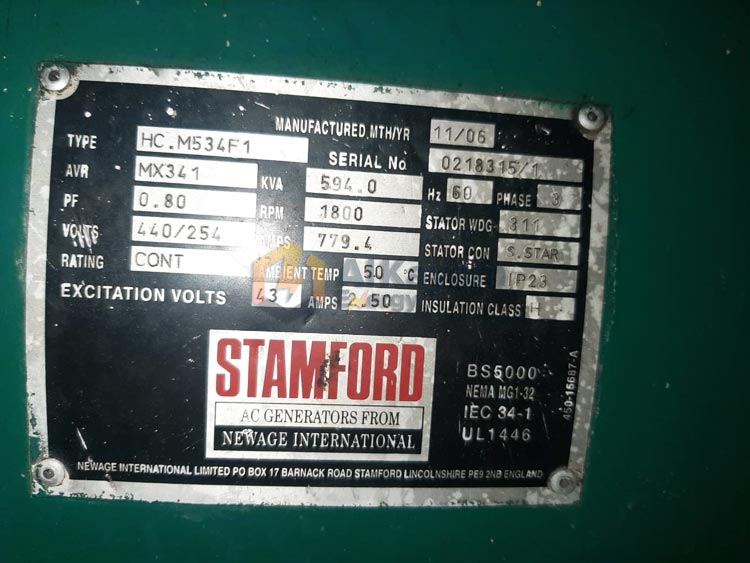 MANUFACTURED.MTH/YR 11/06
TYPE HC.M534F1 SERIAL No 0218315/1
AVR MX341 KVA 594.0 Hz 60 PHASE 3
PF 0.80 RPM 1800 STATOR WDG 311
VOLTS 440/254 AMPS 779.4 STATOR CON S.STAR
RATING CONT AMBIENT TEMP 50 °C ENCLOSURE IP23
EXCITATION VOLTS 43 AMPS 2.50 INSULATION CLASS H
STAMFORD
AC GENERATORS FROM
NEWAGE INTERNATIONAL
BS5000
NEMA MG1-32
IEC 34-1
UL1446
450-15687-A
NEWAGE INTERNATIONAL LIMITED PO BOX 17 BARNACK ROAD STAMFORD LINCOLNSHIRE PE9 2NB ENGLAND